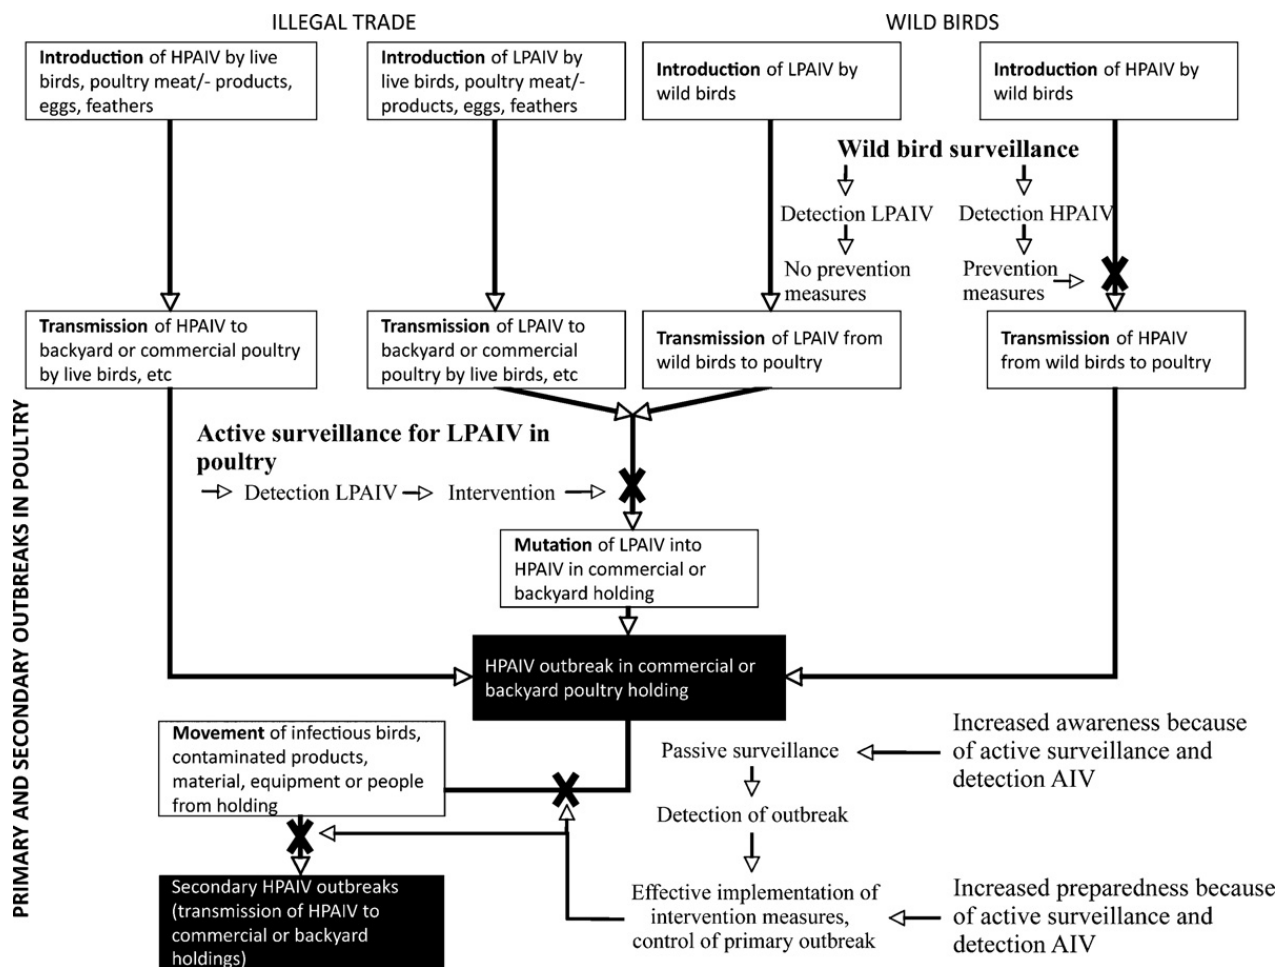 ILLEGAL TRADE
WILD BIRDS
Introduction of HPAIV by live
birds, poultry meat/- products,
eggs, feathers
Introduction of LPAIV by
live birds, poultry meat/-
products, eggs, feathers
Introduction of LPAIV by
wild birds
Introduction of HPAIV by
wild birds
Wild bird surveillance
Detection LPAIV
Detection HPAIV
No prevention
measures
Prevention
measures
Transmission of HPAIV to
backyard or commercial poultry
by live birds, etc
Transmission of LPAIV to
backyard or commercial
poultry by live birds, etc
Transmission of LPAIV from
wild birds to poultry
Transmission of HPAIV
from wild birds to poultry
PRIMARY AND SECONDARY OUTBREAKS IN POULTRY
Active surveillance for LPAIV in
poultry
Detection LPAIV
Intervention
Mutation of LPAIV into
HPAIV in commercial or
backyard holding
HPAIV outbreak in commercial or
backyard poultry holding
Movement of infectious birds,
contaminated products,
material, equipment or people
from holding
Passive surveillance
Increased awareness because
of active surveillance and
detection AIV
Detection of outbreak
Secondary HPAIV outbreaks
(transmission of HPAIV to
commercial or backyard
holdings)
Effective implementation of
intervention measures,
control of primary outbreak
Increased preparedness because
of active surveillance and
detection AIV